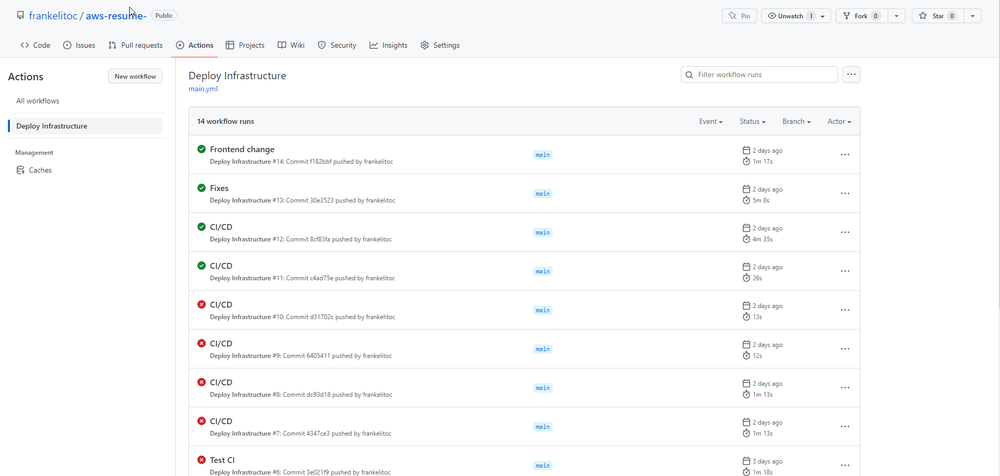 frankelitoc / aws-resume- Public
Pin Unwatch 1 Fork 0 Star 0
Code Issues Pull requests Actions Projects Wiki Security Insights Settings
Actions New workflow
All workflows
Deploy Infrastructure
Management
Caches
Deploy Infrastructure
main.yml
Filter workflow runs
14 workflow runs Event Status Branch Actor
Frontend change
Deploy Infrastructure #14: Commit f182bbf pushed by frankelitoc
main
2 days ago
1m 17s
Fixes
Deploy Infrastructure #13: Commit 30e3523 pushed by frankelitoc
main
2 days ago
5m 8s
CI/CD
Deploy Infrastructure #12: Commit 8cf83fa pushed by frankelitoc
main
2 days ago
4m 35s
CI/CD
Deploy Infrastructure #11: Commit c4ad75e pushed by frankelitoc
main
2 days ago
26s
CI/CD
Deploy Infrastructure #10: Commit d31702c pushed by frankelitoc
main
2 days ago
13s
CI/CD
Deploy Infrastructure #9: Commit 6405411 pushed by frankelitoc
main
2 days ago
12s
CI/CD
Deploy Infrastructure #8: Commit dc93d18 pushed by frankelitoc
main
2 days ago
1m 13s
CI/CD
Deploy Infrastructure #7: Commit 4347ce3 pushed by frankelitoc
main
2 days ago
1m 13s
Test CI
Deploy Infrastructure #6: Commit 3e021f9 pushed by frankelitoc
main
3 days ago
1m 18s